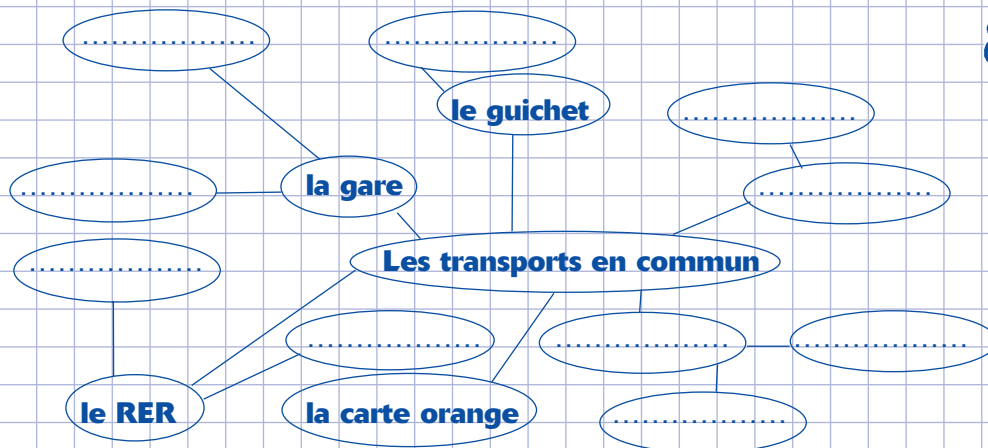 le guichet
la gare
Les transports en commun
le RER
la carte orange